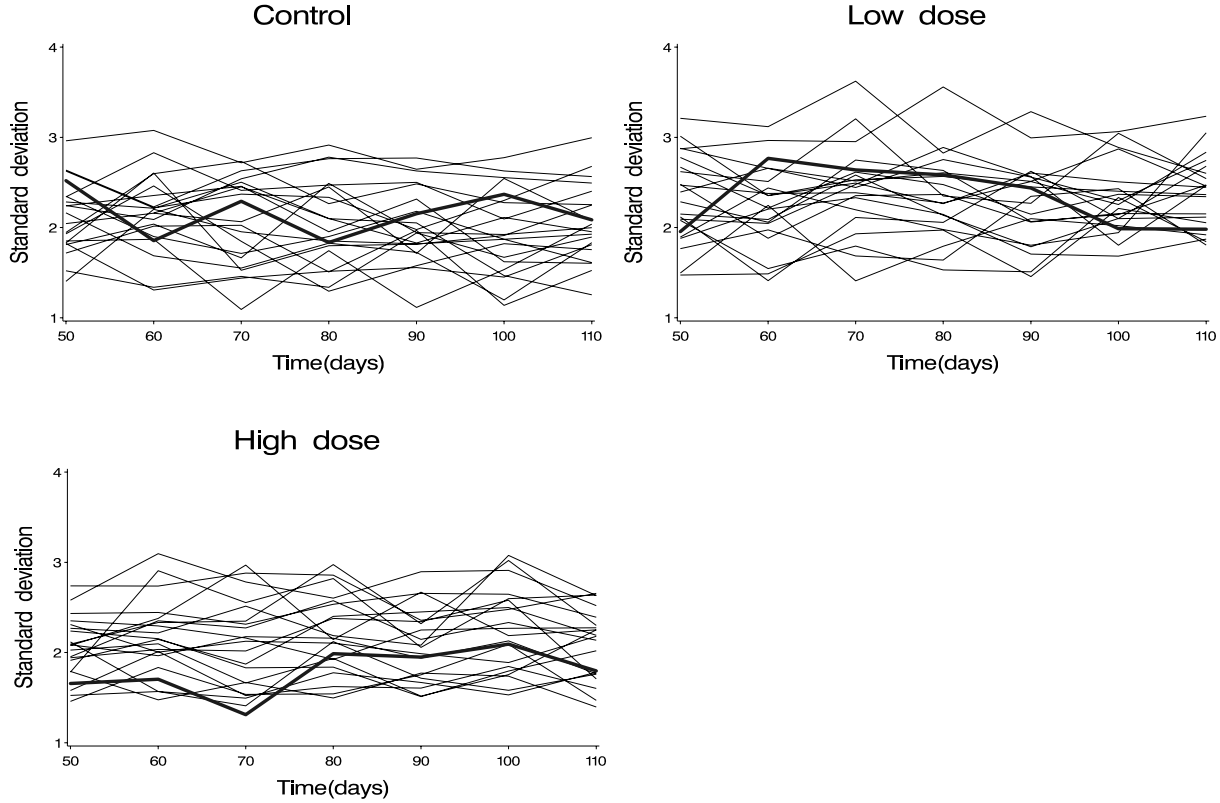 Control
Standard deviation
4
3
2
1
50 60 70 80 90 100 110
Time(days)
Low dose
Standard deviation
4
3
2
1
50 60 70 80 90 100 110
Time(days)
High dose
Standard deviation
4
3
2
1
50 60 70 80 90 100 110
Time(days)